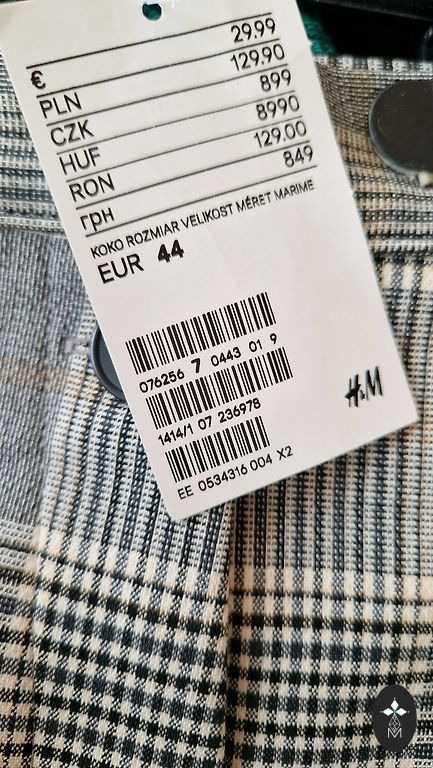 € 29.99
PLN 129.90
CZK 899
HUF 8990
RON 129.00
грн 849
KOKO ROZMIAR VELIKOST MÉRET MARIME
EUR 44
076256 7 0443 01 9
1414/1 07 236978
H&M
EE 0534316 004 X2
M